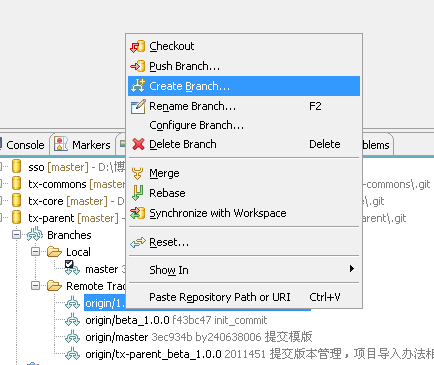 Checkout
Push Branch...
Create Branch...
Rename Branch... F2
Configure Branch...
Delete Branch Delete
Merge
Rebase
Synchronize with Workspace
Reset...
Show In
Paste Repository Path or URI Ctrl+V
Console Markers
sso [master] - D:\博
tx-commons [master] -commons\.git
tx-core [master] - D \.git
tx-parent [master] - arent\.git
Branches
Local
master 3
Remote Trac
origin/1.
origin/beta_1.0.0 f43bc47 init_commit
origin/master 3ec934b by240638006 提交模版
origin/tx-parent_beta_1.0.0 2011451 提交版本管理，项目导入办法相